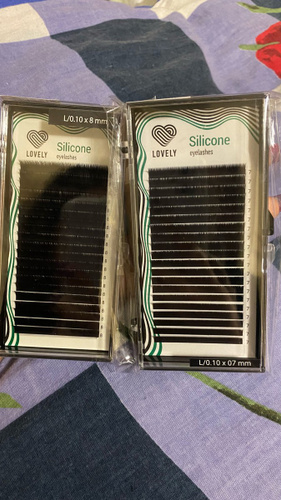 L/0.10 x 8 mm
LOVELY
Silicone
eyelashes
LOVELY
Silicone
eyelashes
L/0.10 x 07 mm